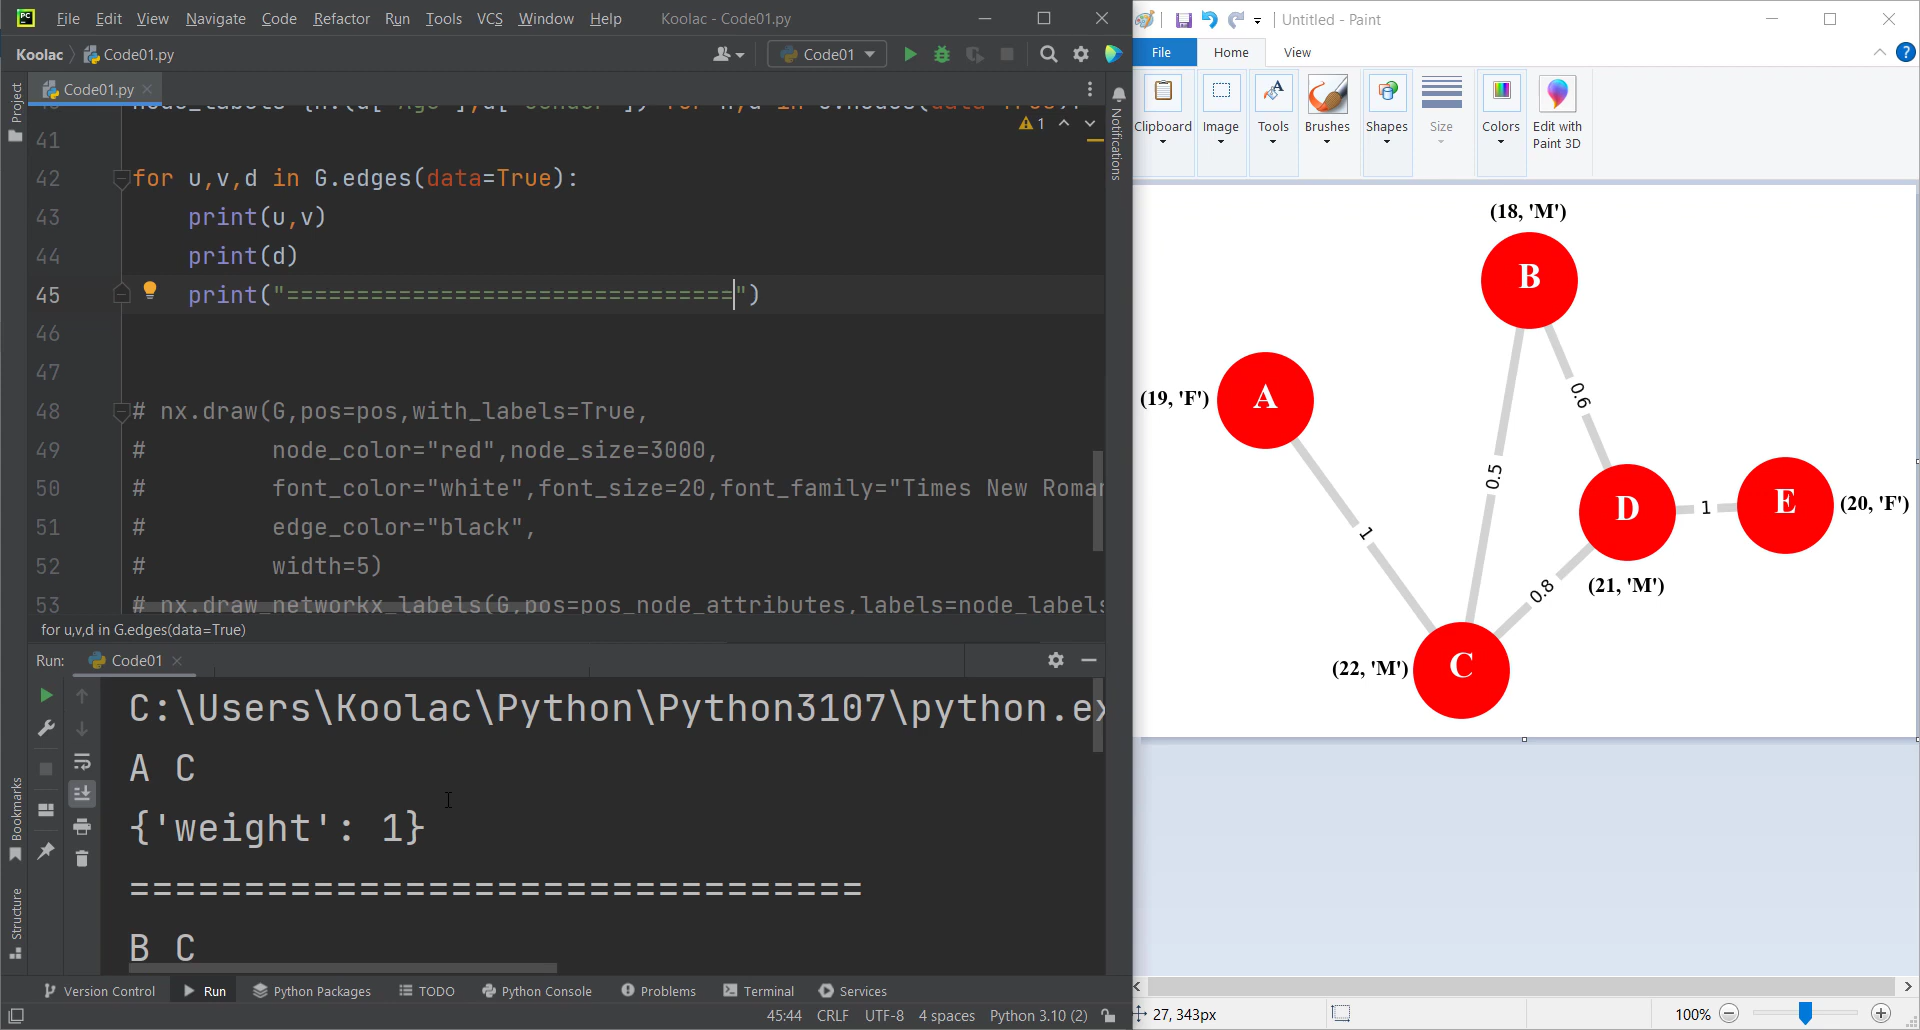 File Edit View Navigate Code Refactor Run Tools VCS Window Help Koolac - Code01.py
Koolac Code01.py Code01
Code01.py
Project
Notifications
1
41
42 for u,v,d in G.edges(data=True):
43 print(u,v)
44 print(d)
45 print("================================")
46
47
48 # nx.draw(G,pos=pos,with_labels=True,
49 # node_color="red",node_size=3000,
50 # font_color="white",font_size=20,font_family="Times New Roman
51 # edge_color="black",
52 # width=5)
53 # nx.draw_networkx_labels(G,pos=pos_node_attributes,labels=node_labels
for u,v,d in G.edges(data=True)
Run: Code01
C:\Users\Koolac\Python\Python3107\python.ex
A C
{'weight': 1}
================================
B C
Bookmarks
Structure
Version Control Run Python Packages TODO Python Console Problems Terminal Services
45:44 CRLF UTF-8 4 spaces Python 3.10 (2)
Untitled - Paint
File Home View
Clipboard Image Tools Brushes Shapes Size Colors Edit with Paint 3D
(18, 'M')
B
(19, 'F') A
0.6
0.5
D 1 E (20, 'F')
1
0.8 (21, 'M')
(22, 'M') C
27, 343px 100%